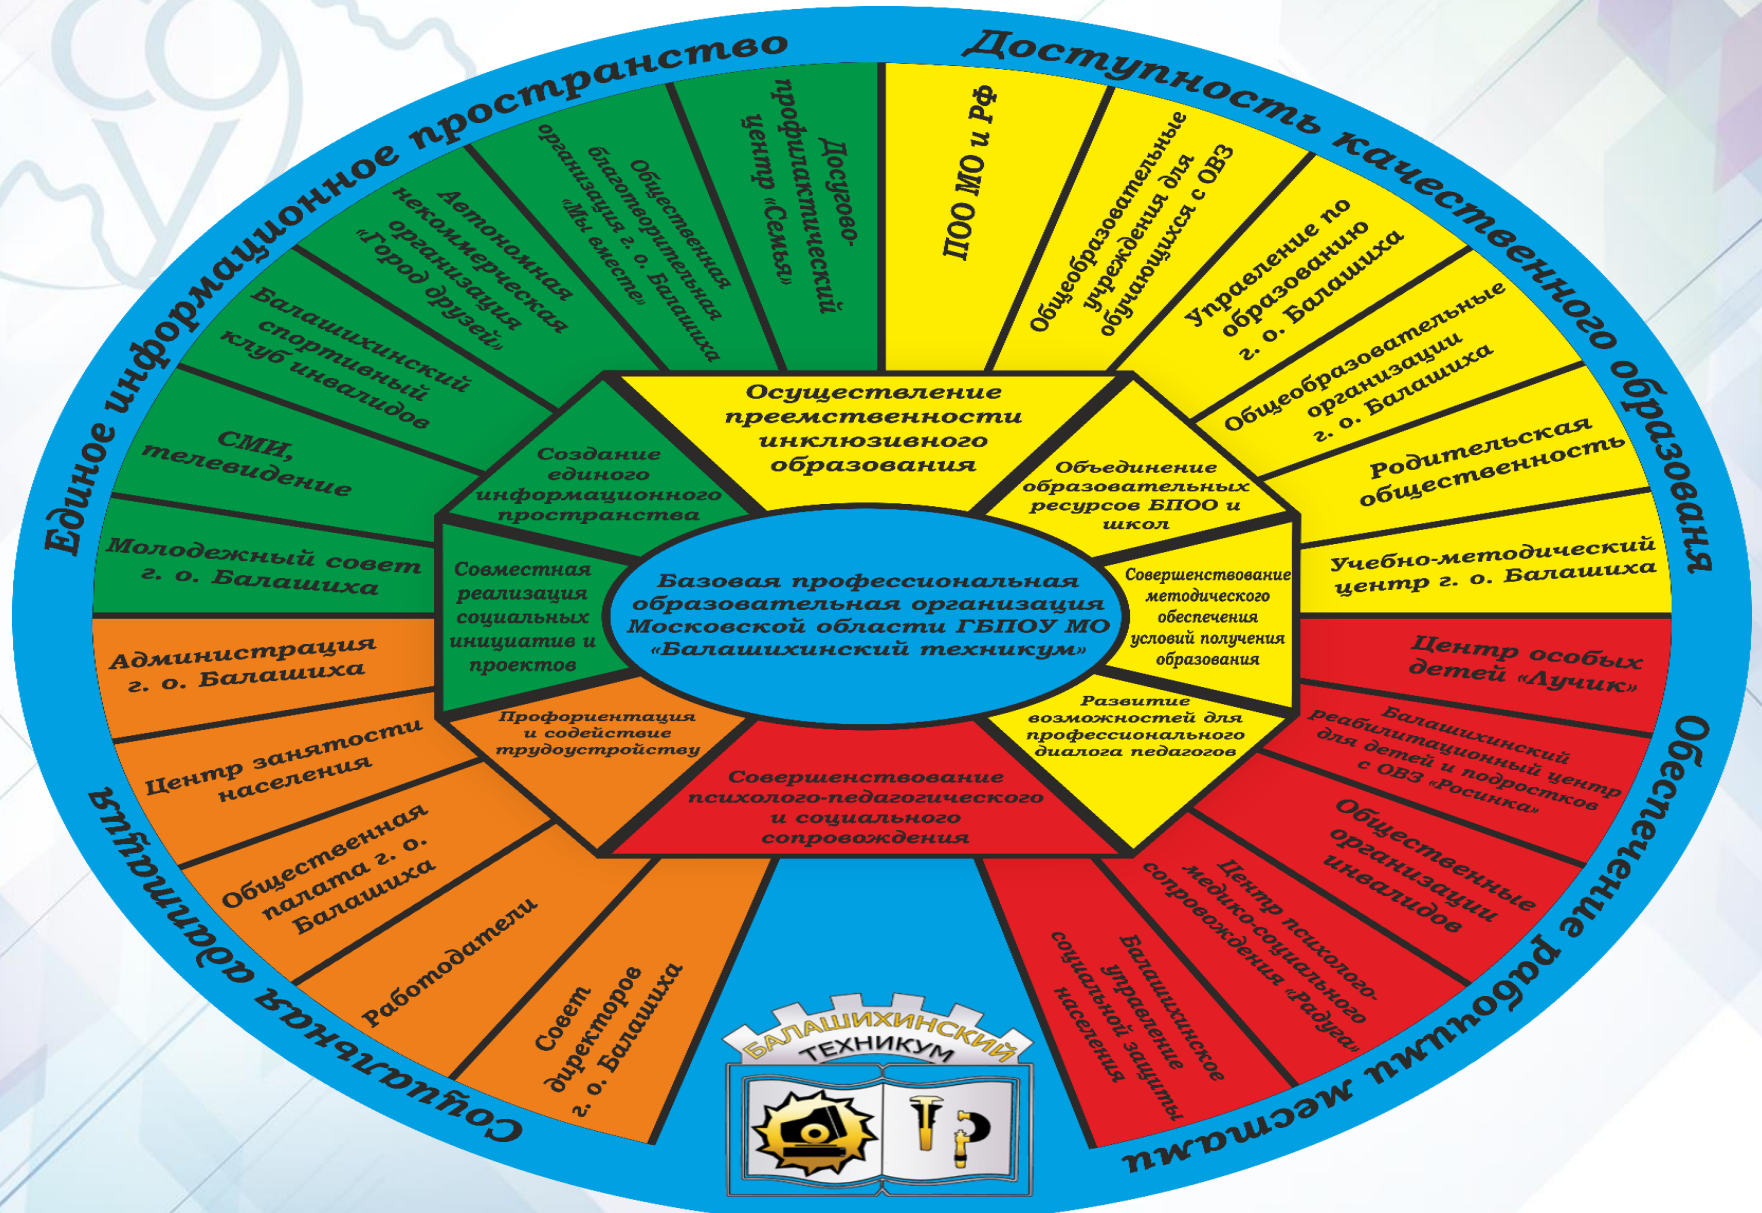 СО
У
Единое информационное пространство
Доступность качественного образованя
Обеспечение рабочими местами
Социальная адаптация
Досугово-
профилактический
центр «Семья»
Общественная
благотворительная
организация г. о. Балашиха
«Мы вместе»
Автономная
некоммерческая
организация
«Город друзей»
Балашихинский
спортивный
клуб инвалидов
СМИ,
телевидение
Молодежный совет
г. о. Балашиха
ПОО МО и РФ
Общеобразовательные
учреждения для
обучающихся с ОВЗ
Управление по
образованию
г. о. Балашиха
Общеобразовательные
организации
г. о. Балашиха
Родительская
общественность
Учебно-методический
центр г. о. Балашиха
Центр особых
детей «Лучик»
Балашихинский
реабилитационный центр
для детей и подростков
с ОВЗ «Росинка»
Общественные
организации
инвалидов
Центр психолого-
медико-социального
сопровождения «Радуга»
Балашихинское
управление
социальной защиты
населения
Администрация
г. о. Балашиха
Центр занятости
населения
Общественная
палата г. о.
Балашиха
Работодатели
Совет
директоров
г. о. Балашиха
Осуществление
преемственности
инклюзивного
образования
Объединение
образовательных
ресурсов БПОО и
школ
Совершенствование
методического
обеспечения
условий получения
образования
Развитие
возможностей для
профессионального
диалога педагогов
Совершенствование
психолого-педагогического
и социального
сопровождения
Профориентация
и содействие
трудоустройству
Совместная
реализация
социальных
инициатив и
проектов
Создание
единого
информационного
пространства
Базовая профессиональная
образовательная организация
Московской области ГБПОУ МО
«Балашихинский техникум»
БАЛАШИХИНСКИЙ
ТЕХНИКУМ